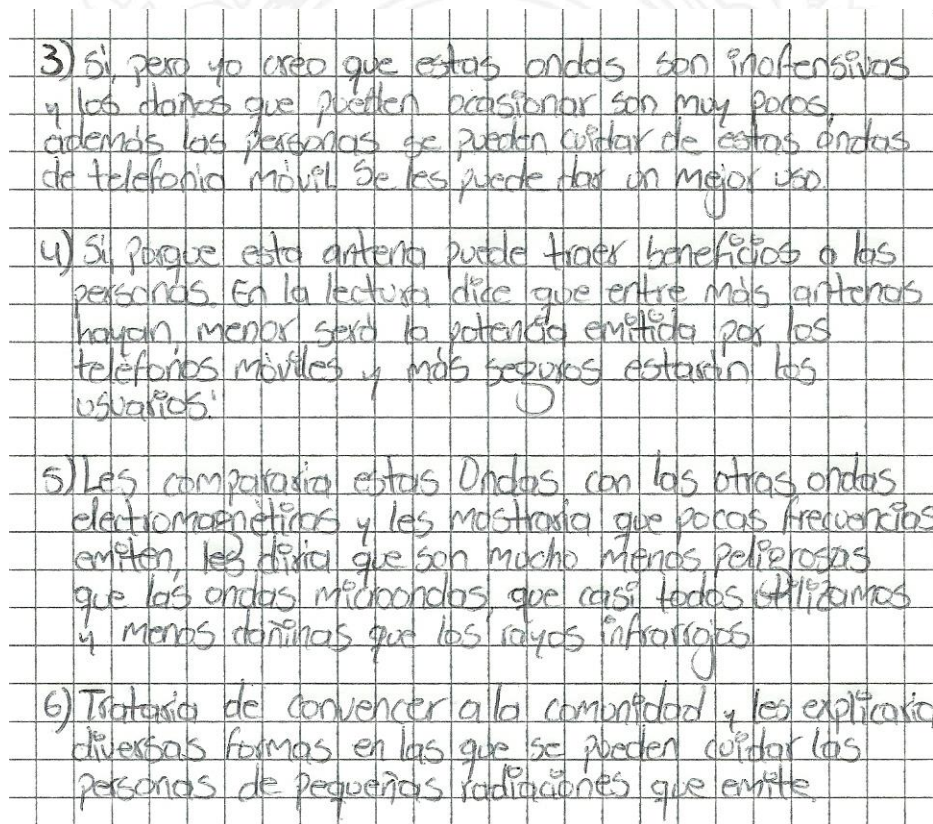 3) Si, pero yo creo que estas ondas son inofensivas
y los daños que pueden ocasionar son muy pocos,
además las personas se pueden cuidar de estas ondas
de telefonia móvil Se les puede dar un mejor uso.
4) Si, Porque esta antena puede traer beneficios a las
personas. En la lectura dice que entre más antenas
hayan, menor será la potencia emitida por los
teléfonos móviles y más seguros estarán los
usuarios.
5) Les compararia estas Ondas con las otras ondas
electromagnéticas y les mostraria que pocas frecuencias
emiten, les diria que son mucho menos peligrosas
que las ondas microondas, que casi todos utilizamos
y menos dañinas que los rayos infrarrojos
6) Trataria de convencer a la comunidad y les explicaria
diversas formas en las que se pueden cuidar las
personas de pequeñas radiaciones que emite